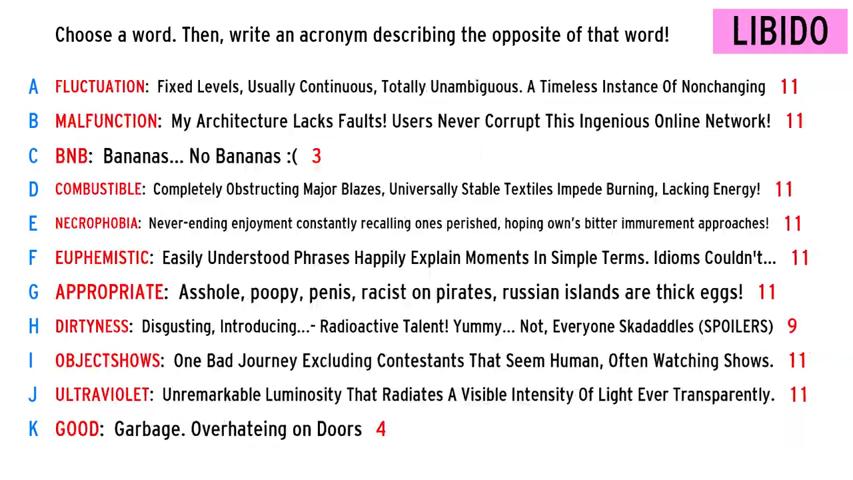 Choose a word. Then, write an acronym describing the opposite of that word!
LIBIDO
A FLUCTUATION: Fixed Levels, Usually Continuous, Totally Unambiguous. A Timeless Instance Of Nonchanging 11
B MALFUNCTION: My Architecture Lacks Faults! Users Never Corrupt This Ingenious Online Network! 11
C BNB: Bananas... No Bananas :( 3
D COMBUSTIBLE: Completely Obstructing Major Blazes, Universally Stable Textiles Impede Burning, Lacking Energy! 11
E NECROPHOBIA: Never-ending enjoyment constantly recalling ones perished, hoping own's bitter immurement approaches! 11
F EUPHEMISTIC: Easily Understood Phrases Happily Explain Moments In Simple Terms. Idioms Couldn't... 11
G APPROPRIATE: Asshole, poopy, penis, racist on pirates, russian islands are thick eggs! 11
H DIRTYNESS: Disgusting, Introducing...- Radioactive Talent! Yummy... Not, Everyone Skadaddles (SPOILERS) 9
I OBJECTSHOWS: One Bad Journey Excluding Contestants That Seem Human, Often Watching Shows. 11
J ULTRAVIOLET: Unremarkable Luminosity That Radiates A Visible Intensity Of Light Ever Transparently. 11
K GOOD: Garbage. Overhateing on Doors 4